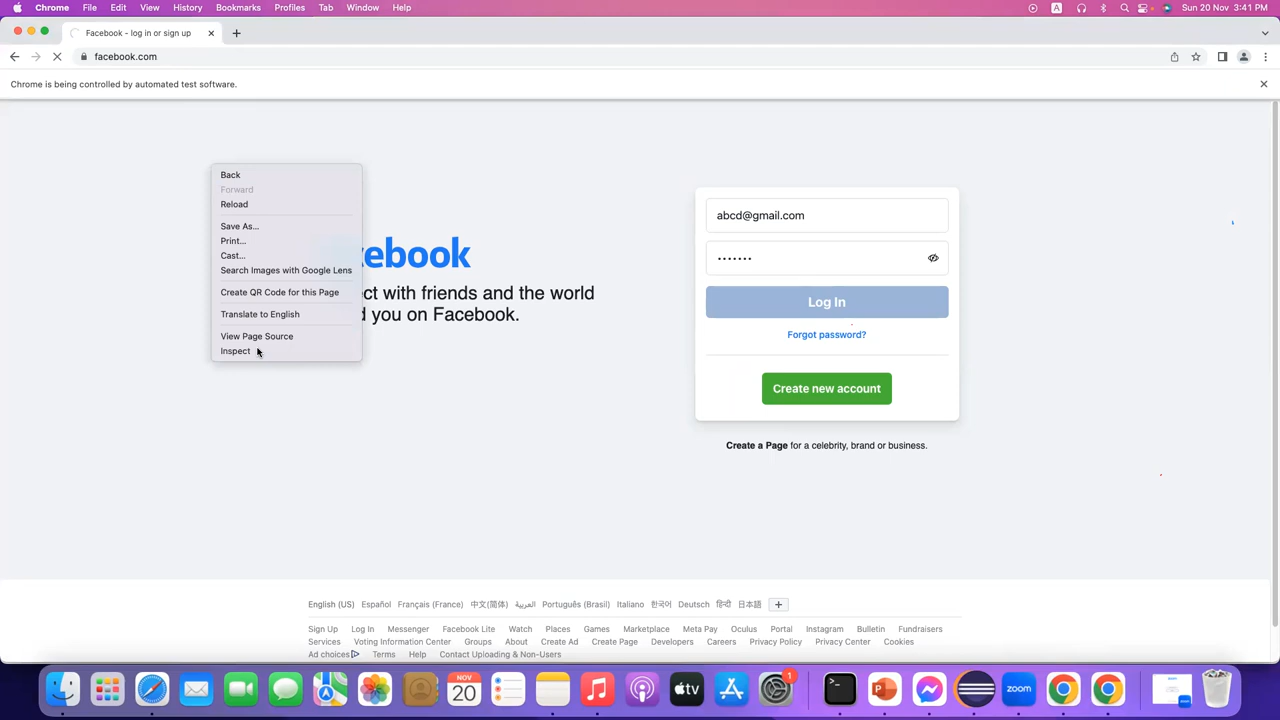 Chrome File Edit View History Bookmarks Profiles Tab Window Help A Sun 20 Nov 3:41 PM
Facebook - log in or sign up
facebook.com
Chrome is being controlled by automated test software.
Back
Forward
Reload
Save As...
Print...
Cast...
Search Images with Google Lens
Create QR Code for this Page
Translate to English
View Page Source
Inspect
ebook
ct with friends and the world
d you on Facebook.
abcd@gmail.com
•••••••
Log In
Forgot password?
Create new account
Create a Page for a celebrity, brand or business.
English (US) Español Français (France) 中文(简体) العربية Português (Brasil) Italiano 한국어 Deutsch हिन्दी 日本語 +
Sign Up Log In Messenger Facebook Lite Watch Places Games Marketplace Meta Pay Oculus Portal Instagram Bulletin Fundraisers
Services Voting Information Center Groups About Create Ad Create Page Developers Careers Privacy Policy Privacy Center Cookies
Ad choices Terms Help Contact Uploading & Non-Users
NOV
20
tv
zoom
1